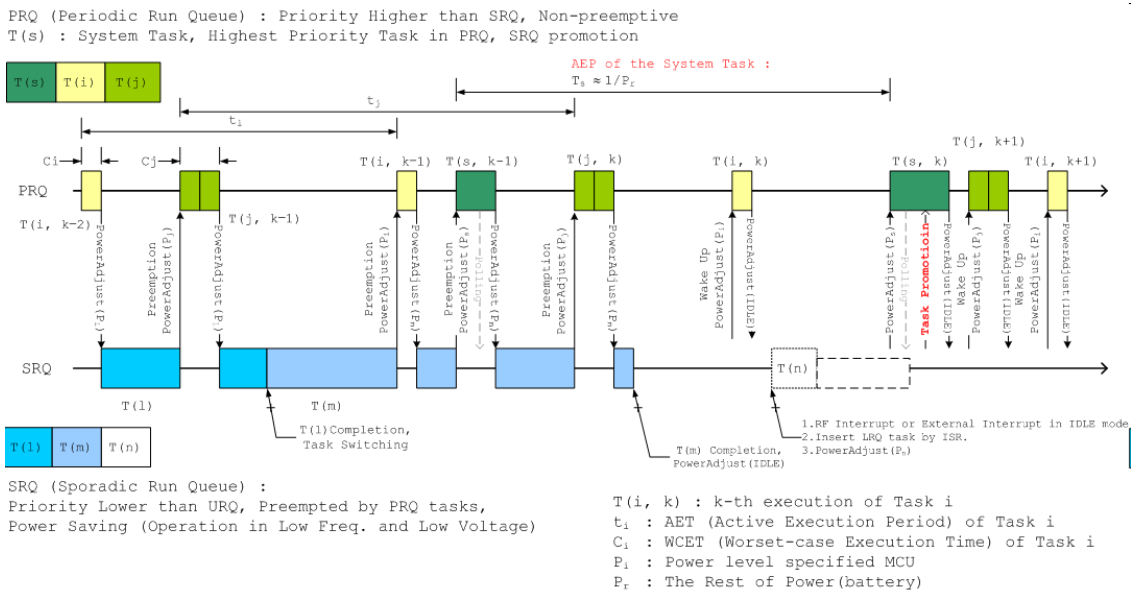 PRQ (Periodic Run Queue) : Priority Higher than SRQ, Non-preemptive
T(s) : System Task, Highest Priority Task in PRQ, SRQ promotion
AEP of the System Task :
Tₛ ≈ 1/Pᵣ
T(s) T(i) T(j)
tⱼ
tᵢ
Ci
Cj
T(i, k-1)
T(s, k-1)
T(j, k)
T(i, k)
T(s, k)
T(j, k+1)
T(i, k+1)
PRQ
T(i, k-2)
T(j, k-1)
PowerAdjust(Pₗ)
Preemption
PowerAdjust(Pⱼ)
PowerAdjust(Pₗ)
Preemption
PowerAdjust(Pᵢ)
PowerAdjust(Pₘ)
Preemption
PowerAdjust(Pₛ)
Polling
PowerAdjust(Pₘ)
Preemption
PowerAdjust(Pⱼ)
PowerAdjust(Pₘ)
Wake Up
PowerAdjust(Pᵢ)
PowerAdjust(IDLE)
PowerAdjust(Pₛ)
Polling
Task Promotioin
PowerAdjust(IDLE)
Wake Up
PowerAdjust(Pⱼ)
PowerAdjust(IDLE)
Wake Up
PowerAdjust(Pᵢ)
PowerAdjust(IDLE)
SRQ
T(n)
T(l)
T(m)
T(l)Completion,
Task Switching
T(m) Completion,
PowerAdjust(IDLE)
1.RF Interrupt or External Interrupt in IDLE mode
2.Insert LRQ task by ISR.
3.PowerAdjust(Pₙ)
T(l) T(m) T(n)
SRQ (Sporadic Run Queue) :
Priority Lower than URQ, Preempted by PRQ tasks,
Power Saving (Operation in Low Freq. and Low Voltage)
T(i, k) : k-th execution of Task i
tᵢ : AET (Active Execution Period) of Task i
Cᵢ : WCET (Worset-case Execution Time) of Task i
Pᵢ : Power level specified MCU
Pᵣ : The Rest of Power(battery)